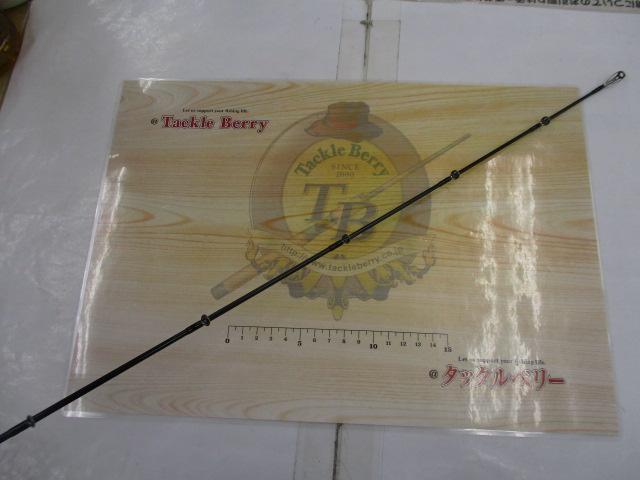 Let us support your fishing life.
@ Tackle Berry
Tackle Berry
SINCE
2000
TB
http://www.tackleberry.co.jp
0 1 2 3 4 5 6 7 8 9 10 11 12 13 14 15
Let us support your fishing life.
@ タックルベリー